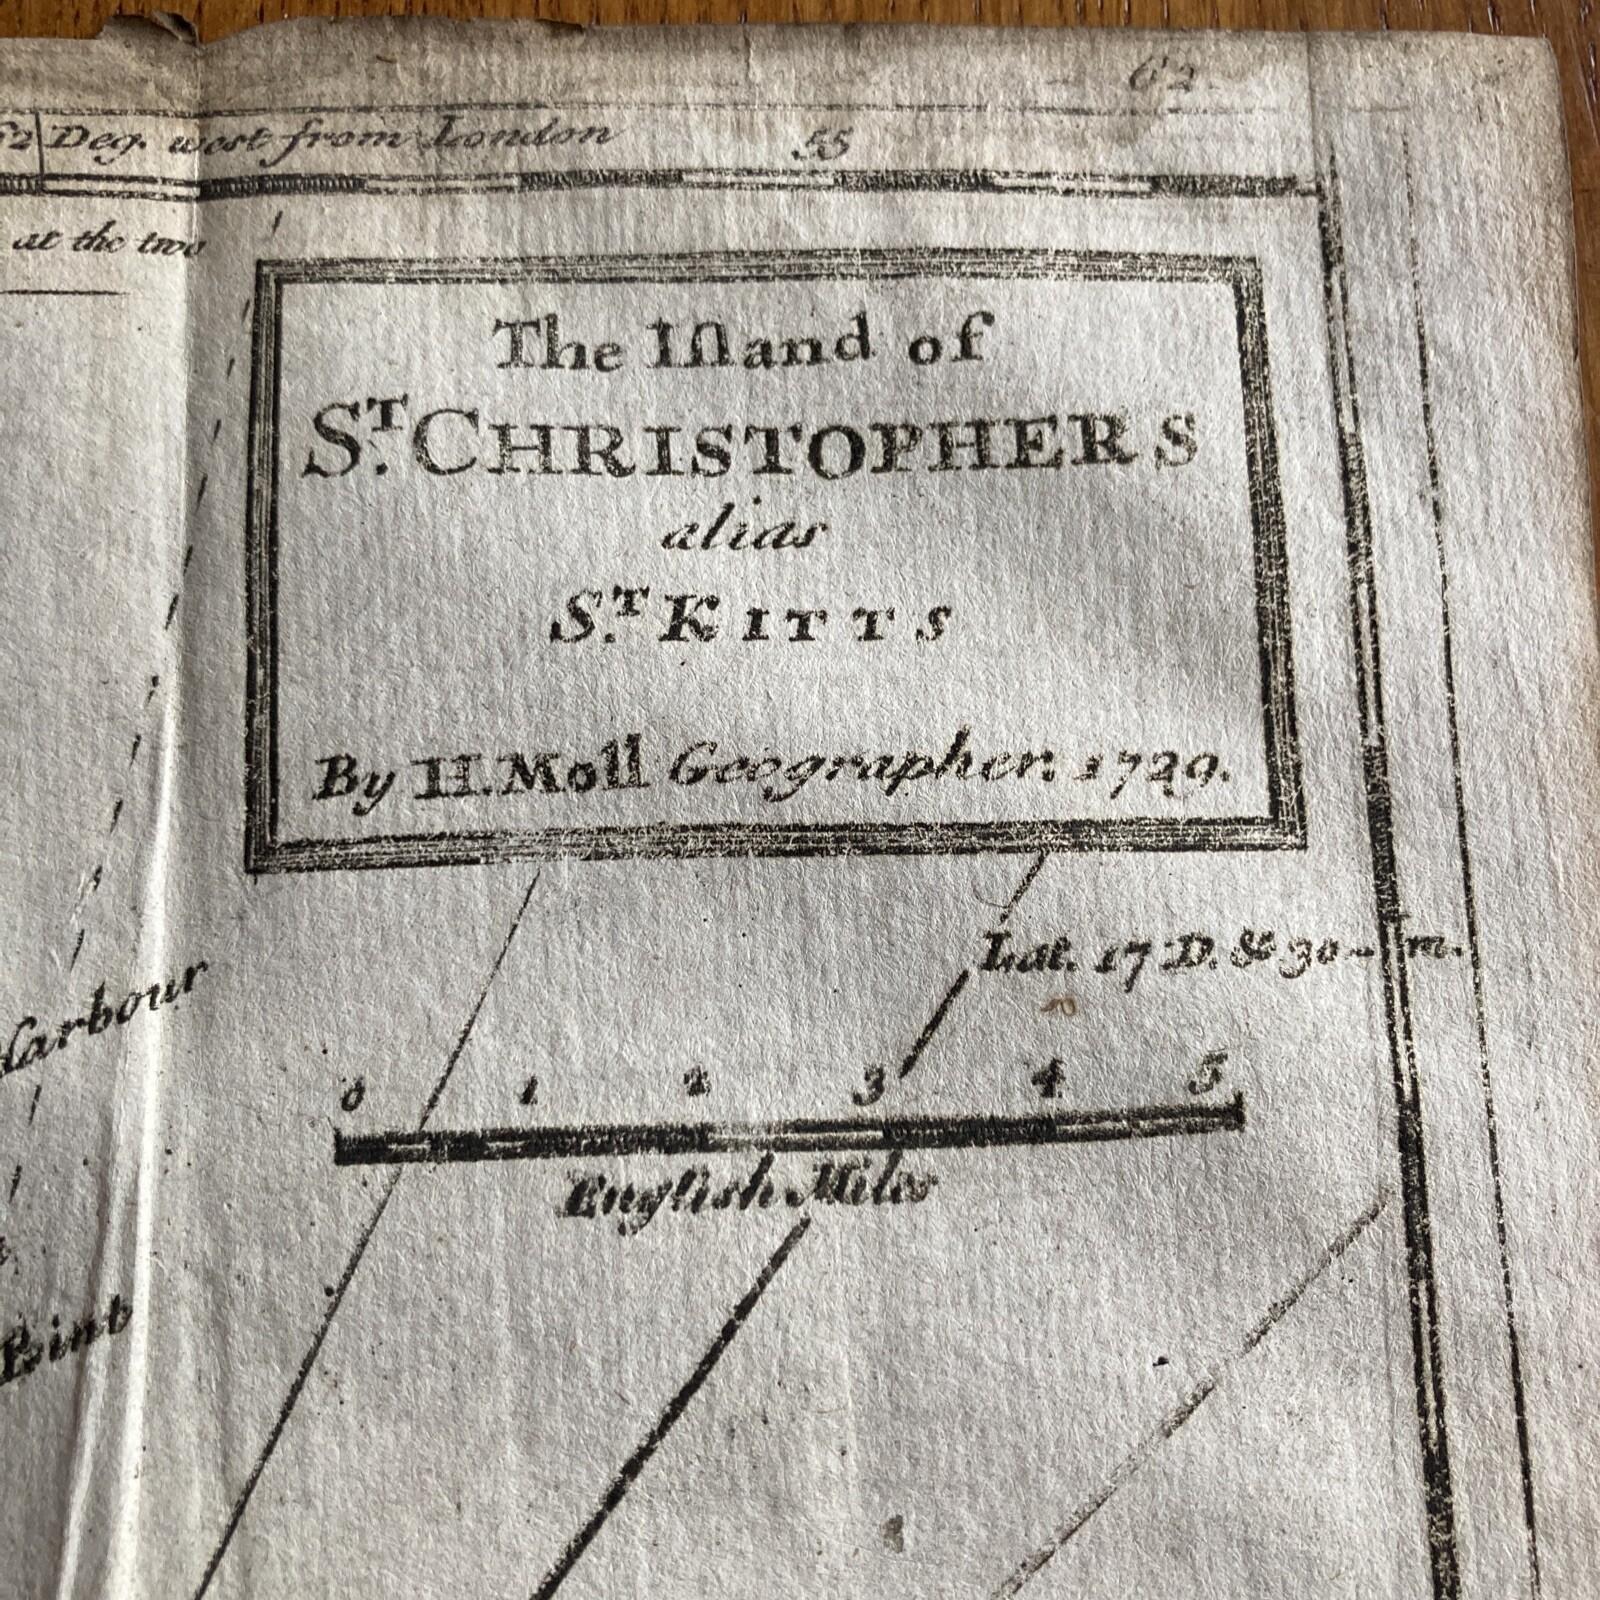 62
62 Deg. west from London 55
at the two
The Iſland of
S.T CHRISTOPHERS
alias
S.T KITTS
By H. Moll Geographer. 1729.
Harbour
Lat. 17 D. & 30 m.
0 1 2 3 4 5
English Miles
Point